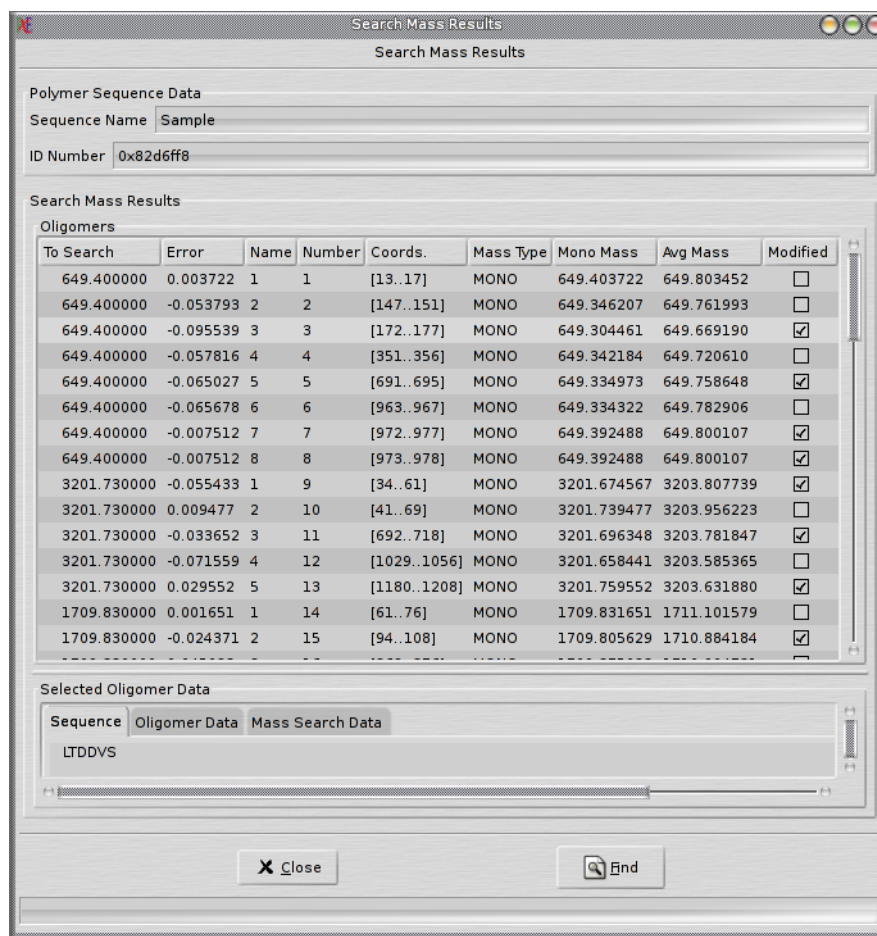 Search Mass Results
Search Mass Results
Polymer Sequence Data
Sequence Name Sample
ID Number 0x82d6ff8
Search Mass Results
Oligomers
To Search Error Name Number Coords. Mass Type Mono Mass Avg Mass Modified
649.400000 0.003722 1 1 [13..17] MONO 649.403722 649.803452
649.400000 -0.053793 2 2 [147..151] MONO 649.346207 649.761993
649.400000 -0.095539 3 3 [172..177] MONO 649.304461 649.669190
649.400000 -0.057816 4 4 [351..356] MONO 649.342184 649.720610
649.400000 -0.065027 5 5 [691..695] MONO 649.334973 649.758648
649.400000 -0.065678 6 6 [963..967] MONO 649.334322 649.782906
649.400000 -0.007512 7 7 [972..977] MONO 649.392488 649.800107
649.400000 -0.007512 8 8 [973..978] MONO 649.392488 649.800107
3201.730000 -0.055433 1 9 [34..61] MONO 3201.674567 3203.807739
3201.730000 0.009477 2 10 [41..69] MONO 3201.739477 3203.956223
3201.730000 -0.033652 3 11 [692..718] MONO 3201.696348 3203.781847
3201.730000 -0.071559 4 12 [1029..1056] MONO 3201.658441 3203.585365
3201.730000 0.029552 5 13 [1180..1208] MONO 3201.759552 3203.631880
1709.830000 0.001651 1 14 [61..76] MONO 1709.831651 1711.101579
1709.830000 -0.024371 2 15 [94..108] MONO 1709.805629 1710.884184
Selected Oligomer Data
Sequence Oligomer Data Mass Search Data
LTDDVS
Close Find